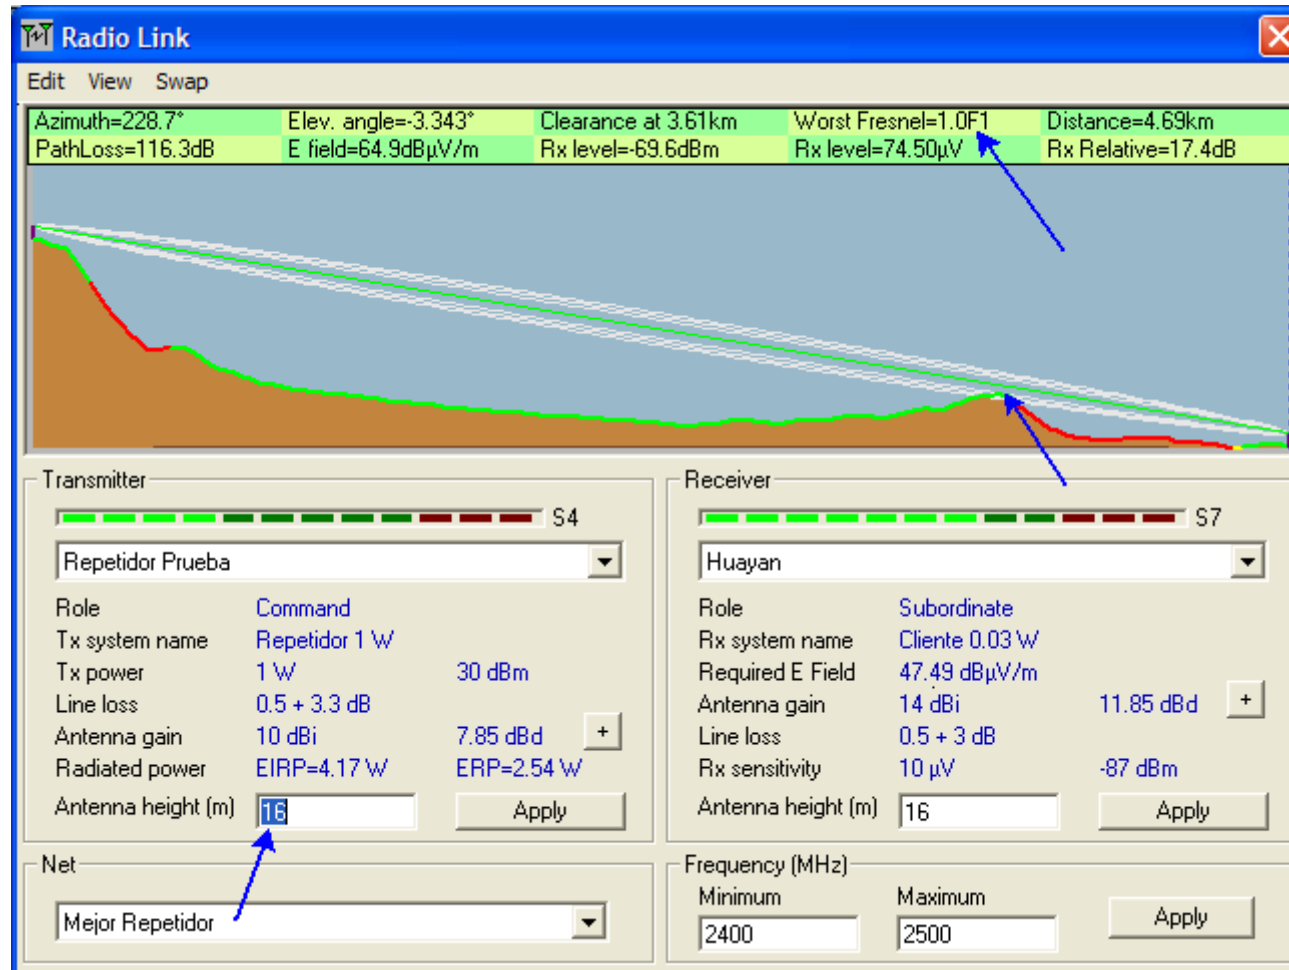 Radio Link
Edit View Swap
Azimuth=228.7° Elev. angle=-3.343° Clearance at 3.61km Worst Fresnel=1.0F1 Distance=4.69km
PathLoss=116.3dB E field=64.9dBµV/m Rx level=-69.6dBm Rx level=74.50µV Rx Relative=17.4dB
Transmitter
S4
Repetidor Prueba
Role Command
Tx system name Repetidor 1 W
Tx power 1 W 30 dBm
Line loss 0.5 + 3.3 dB
Antenna gain 10 dBi 7.85 dBd +
Radiated power EIRP=4.17 W ERP=2.54 W
Antenna height (m) 16 Apply
Receiver
S7
Huayan
Role Subordinate
Rx system name Cliente 0.03 W
Required E Field 47.49 dBµV/m
Antenna gain 14 dBi 11.85 dBd +
Line loss 0.5 + 3 dB
Rx sensitivity 10 µV -87 dBm
Antenna height (m) 16 Apply
Net
Mejor Repetidor
Frequency (MHz)
Minimum Maximum
2400 2500 Apply